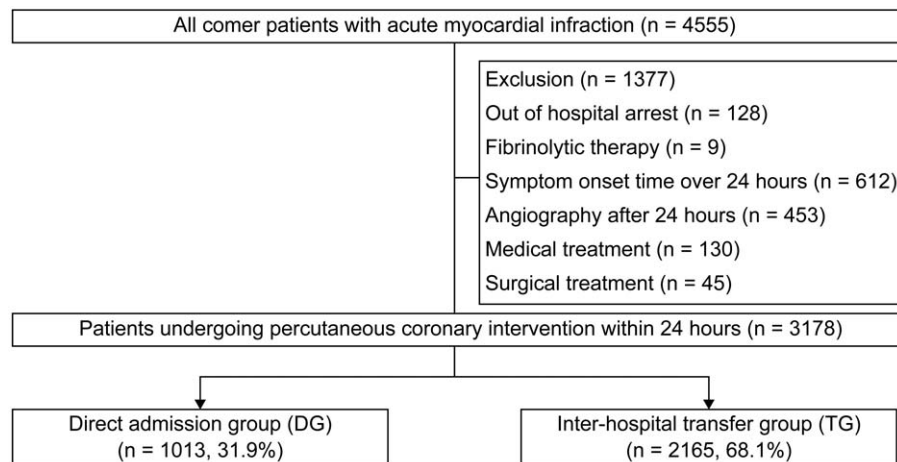 All comer patients with acute myocardial infraction (n = 4555)
Exclusion (n = 1377)
Out of hospital arrest (n = 128)
Fibrinolytic therapy (n = 9)
Symptom onset time over 24 hours (n = 612)
Angiography after 24 hours (n = 453)
Medical treatment (n = 130)
Surgical treatment (n = 45)
Patients undergoing percutaneous coronary intervention within 24 hours (n = 3178)
Direct admission group (DG)
(n = 1013, 31.9%)
Inter-hospital transfer group (TG)
(n = 2165, 68.1%)